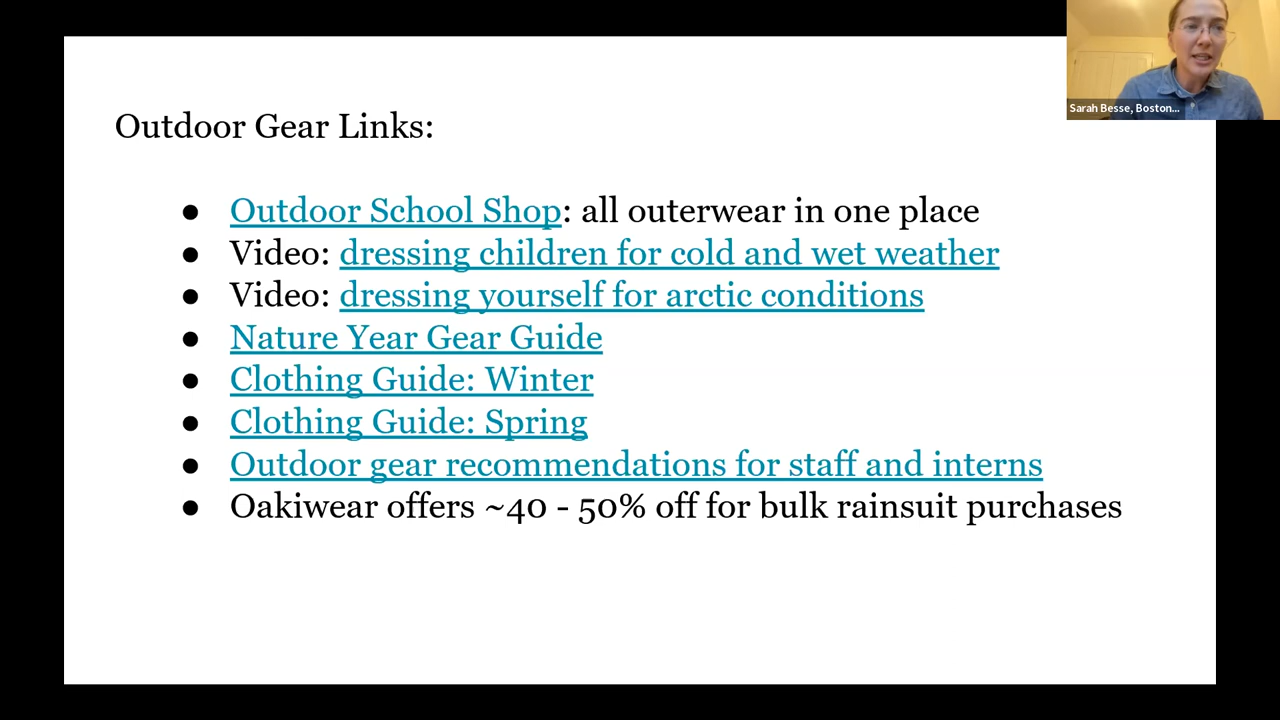 Sarah Besse, Boston...
Outdoor Gear Links:
● Outdoor School Shop: all outerwear in one place
● Video: dressing children for cold and wet weather
● Video: dressing yourself for arctic conditions
● Nature Year Gear Guide
● Clothing Guide: Winter
● Clothing Guide: Spring
● Outdoor gear recommendations for staff and interns
● Oakiwear offers ~40 - 50% off for bulk rainsuit purchases